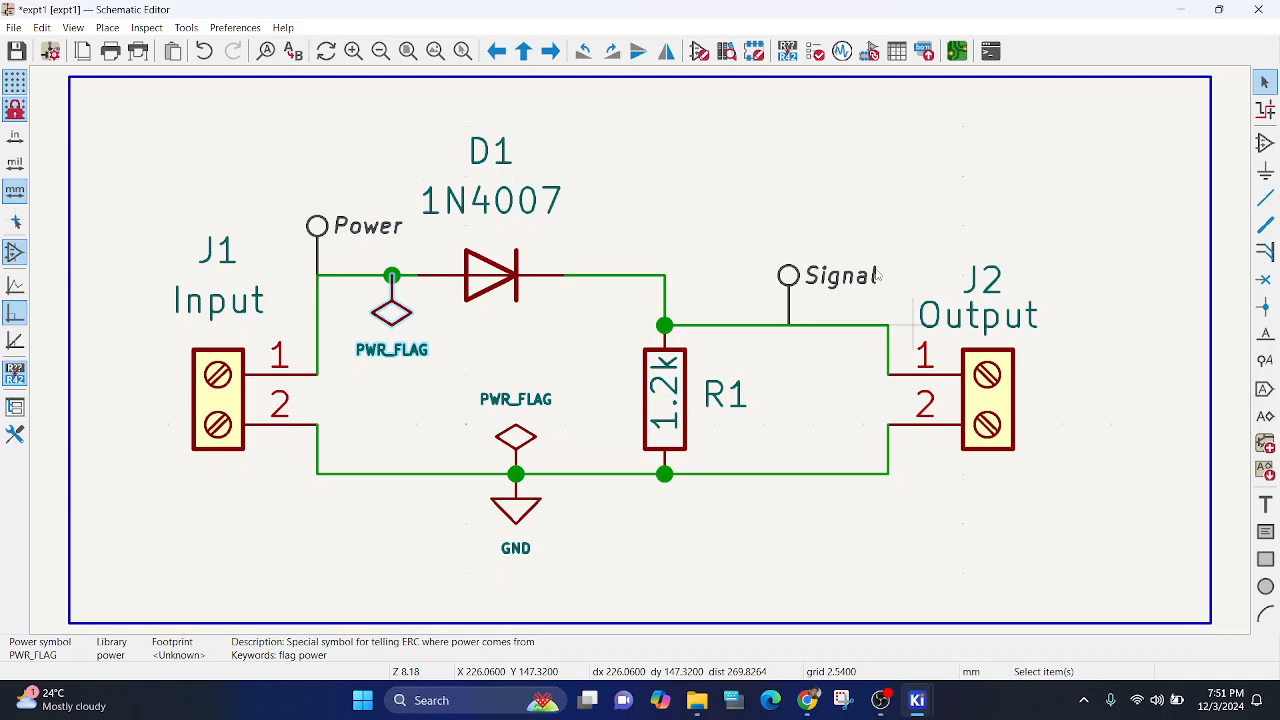 *expt1 [expt1] — Schematic Editor
File Edit View Place Inspect Tools Preferences Help
in
mil
mm
D1
1N4007
Power
J1
Input
Signal
J2
Output
PWR_FLAG
1
1
2
2
PWR_FLAG
1.2k
R1
GND
Power symbol Library Footprint Description: Special symbol for telling ERC where power comes from
PWR_FLAG power <Unknown> Keywords: flag power
Z 8.18 X 226.0600 Y 147.3200 dx 226.0600 dy 147.3200 dist 269.8264 grid 2.5400 mm Select item(s)
1
24°C
Mostly cloudy
Search
Ki
7:51 PM
12/3/2024